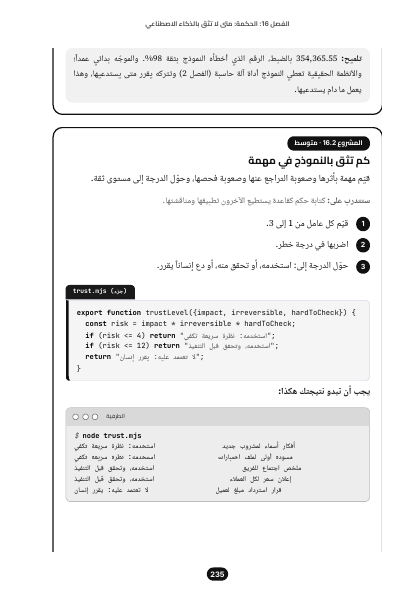 الفصل 16: الحكمة: متى لا تثق بالذكاء الاصطناعي
تلميح: 354,365.55 بالضبط، الرقم الذي أخطأه النموذج بثقة 98%. والموجّه بدائي عمداً؛
والأنظمة الحقيقية تعطي النموذج أداة آلة حاسبة (الفصل 2) وتتركه يقرر متى يستدعيها، وهذا
يعمل ما دام يستدعيها.
المشروع 16.2 · متوسط
كم تثق بالنموذج في مهمة
قيّم مهمة بأثرها وصعوبة التراجع عنها وصعوبة فحصها، وحوّل الدرجة إلى مستوى ثقة.
ستتدرب على: كتابة حكم كقاعدة يستطيع الآخرون تطبيقها ومناقشتها.
1 قيّم كل عامل من 1 إلى 3.
2 اضربها في درجة خطر.
3 حوّل الدرجة إلى: استخدمه، أو تحقق منه، أو دع إنساناً يقرر.
trust.mjs (جزء)
export function trustLevel({impact, irreversible, hardToCheck}) {
const risk = impact * irreversible * hardToCheck;
if (risk <= 4) return "استخدمه: نظرة سريعة تكفي";
if (risk <= 12) return "استخدمه، وتحقق قبل التنفيذ";
return "لا تعتمد عليه: يقرر إنسان";
}
يجب أن تبدو نتيجتك هكذا:
الطرفية
$ node trust.mjs
أفكار أسماء لمشروب جديد استخدمه: نظرة سريعة تكفي
مسودة أولى لملف اختبارات استخدمه: نظرة سريعة تكفي
ملخص اجتماع للفريق استخدمه، وتحقق قبل التنفيذ
إعلان سعر لكل العملاء استخدمه، وتحقق قبل التنفيذ
قرار استرداد مبلغ لعميل لا تعتمد عليه: يقرر إنسان
235